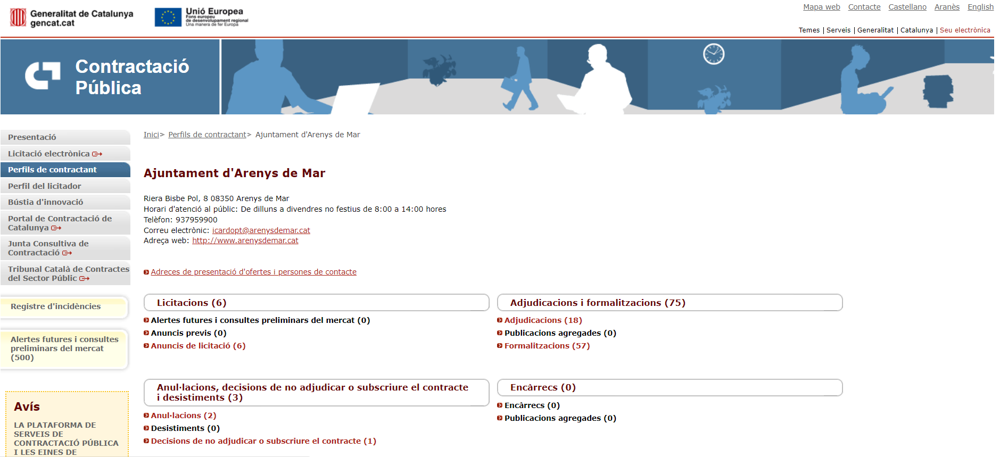 Generalitat de Catalunya
gencat.cat
Unió Europea
Fons europeu
de desenvolupament regional
Una manera de fer Europa
Mapa web Contacte Castellano Aranès English
Temes | Serveis | Generalitat | Catalunya | Seu electrònica
Contractació
Pública
Presentació
Licitació electrònica
Perfils de contractant
Perfil del licitador
Bústia d'innovació
Portal de Contractació de
Catalunya
Junta Consultiva de
Contractació
Tribunal Català de Contractes
del Sector Públic
Registre d'incidències
Alertes futures i consultes
preliminars del mercat
(500)
Avís
LA PLATAFORMA DE
SERVEIS DE
CONTRACTACIÓ PÚBLICA
I LES EINES DE
Inici> Perfils de contractant> Ajuntament d'Arenys de Mar
Ajuntament d'Arenys de Mar
Riera Bisbe Pol, 8 08350 Arenys de Mar
Horari d'atenció al públic: De dilluns a divendres no festius de 8:00 a 14:00 hores
Telèfon: 937959900
Correu electrònic: icardopt@arenysdemar.cat
Adreça web: http://www.arenysdemar.cat
Adreces de presentació d'ofertes i persones de contacte
Licitacions (6)
Alertes futures i consultes preliminars del mercat (0)
Anuncis previs (0)
Anuncis de licitació (6)
Adjudicacions i formalitzacions (75)
Adjudicacions (18)
Publicacions agregades (0)
Formalitzacions (57)
Anul·lacions, decisions de no adjudicar o subscriure el contracte
i desistiments (3)
Anul·lacions (2)
Desistiments (0)
Decisions de no adjudicar o subscriure el contracte (1)
Encàrrecs (0)
Encàrrecs (0)
Publicacions agregades (0)